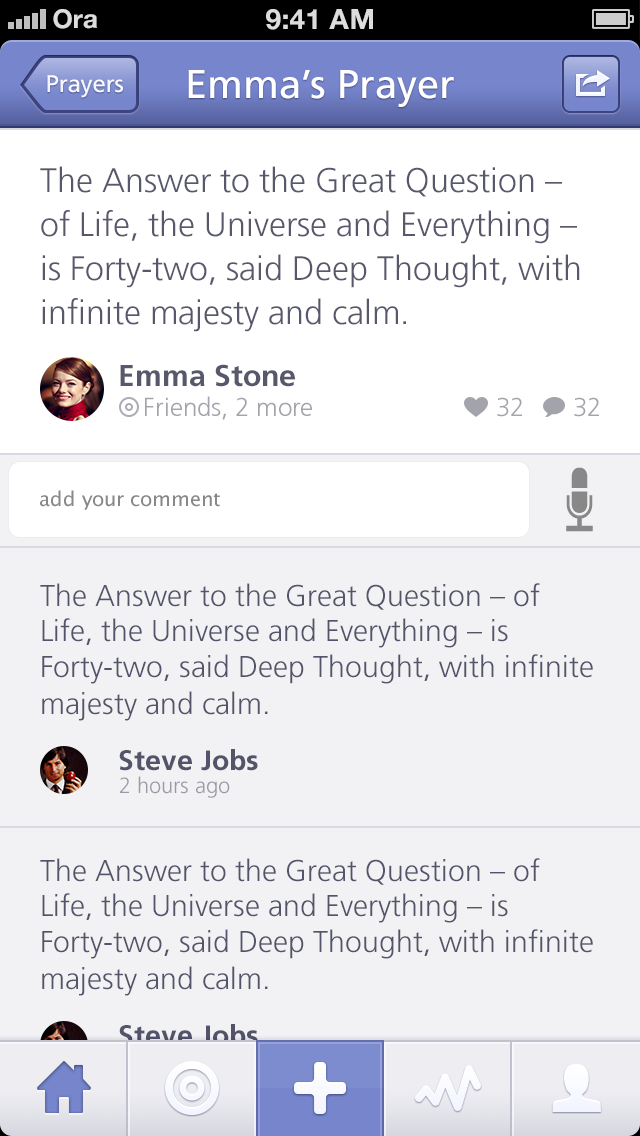 Ora 9:41 AM
Prayers Emma’s Prayer
The Answer to the Great Question –
of Life, the Universe and Everything –
is Forty-two, said Deep Thought, with
infinite majesty and calm.
Emma Stone
Friends, 2 more 32 32
add your comment
The Answer to the Great Question – of
Life, the Universe and Everything – is
Forty-two, said Deep Thought, with infinite
majesty and calm.
Steve Jobs
2 hours ago
The Answer to the Great Question – of
Life, the Universe and Everything – is
Forty-two, said Deep Thought, with infinite
majesty and calm.
Steve Jobs